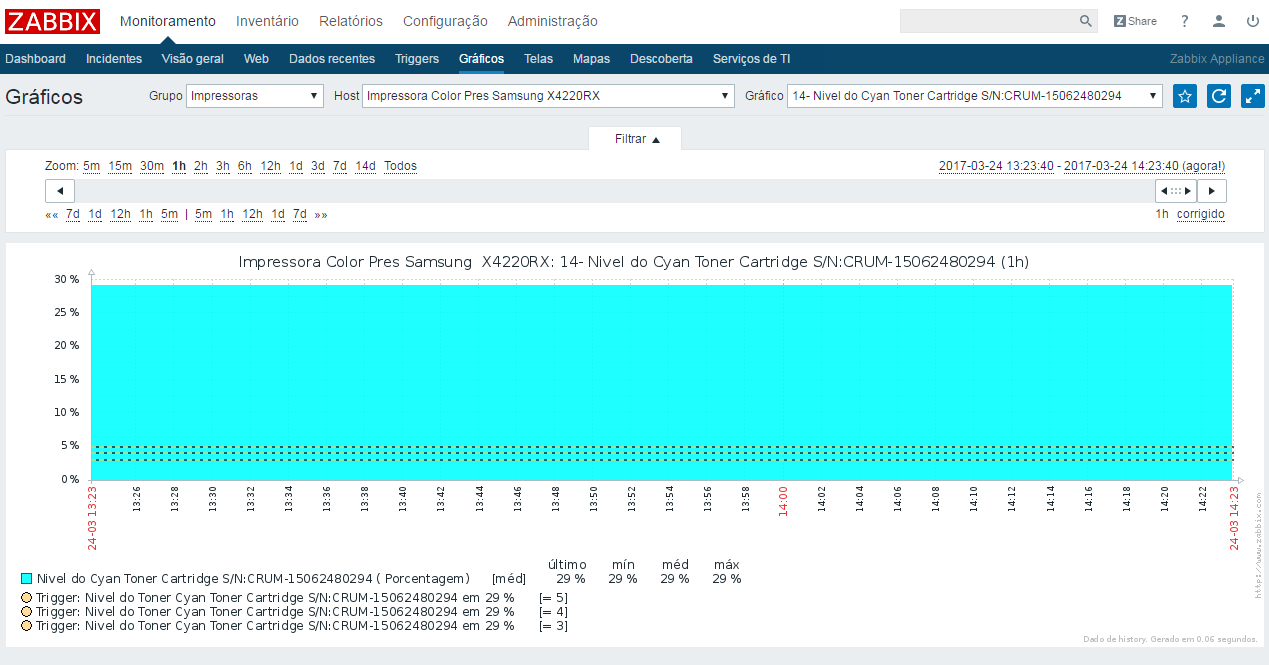 ZABBIX Monitoramento Inventário Relatórios Configuração Administração Z Share ?
Dashboard Incidentes Visão geral Web Dados recentes Triggers Gráficos Telas Mapas Descoberta Serviços de TI Zabbix Appliance
Gráficos Grupo Impressoras Host Impressora Color Pres Samsung X4220RX Gráfico 14- Nivel do Cyan Toner Cartridge S/N:CRUM-15062480294
Filtrar
Zoom: 5m 15m 30m 1h 2h 3h 6h 12h 1d 3d 7d 14d Todos 2017-03-24 13:23:40 - 2017-03-24 14:23:40 (agora!)
«« 7d 1d 12h 1h 5m | 5m 1h 12h 1d 7d »» 1h corrigido
Impressora Color Pres Samsung X4220RX: 14- Nivel do Cyan Toner Cartridge S/N:CRUM-15062480294 (1h)
30 %
25 %
20 %
15 %
10 %
5 %
0 %
24-03 13:23 13:26 13:28 13:30 13:32 13:34 13:36 13:38 13:40 13:42 13:44 13:46 13:48 13:50 13:52 13:54 13:56 13:58 14:00 14:02 14:04 14:06 14:08 14:10 14:12 14:14 14:16 14:18 14:20 14:22 24-03 14:23
http://www.zabbix.com
último mín méd máx
Nivel do Cyan Toner Cartridge S/N:CRUM-15062480294 ( Porcentagem) [méd] 29 % 29 % 29 % 29 %
Trigger: Nivel do Toner Cyan Toner Cartridge S/N:CRUM-15062480294 em 29 % [= 5]
Trigger: Nivel do Toner Cyan Toner Cartridge S/N:CRUM-15062480294 em 29 % [= 4]
Trigger: Nivel do Toner Cyan Toner Cartridge S/N:CRUM-15062480294 em 29 % [= 3]
Dado de history. Gerado em 0.06 segundos.